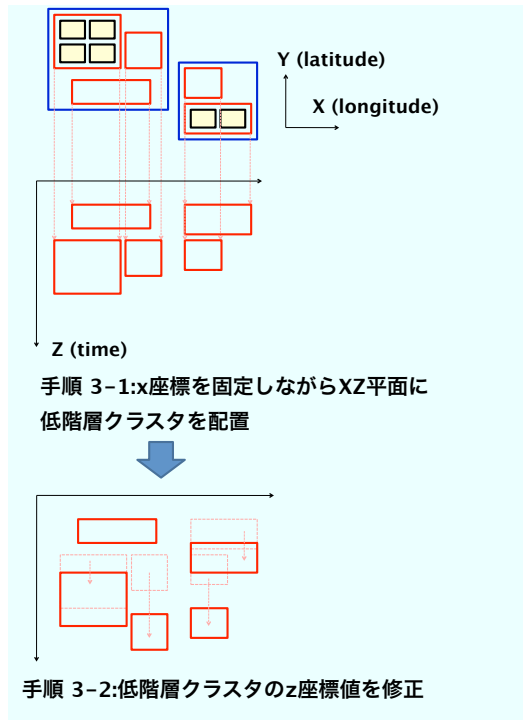 Y (latitude)
X (longitude)
Z (time)
手順 3-1:x座標を固定しながらXZ平面に
低階層クラスタを配置
手順 3-2:低階層クラスタのz座標値を修正